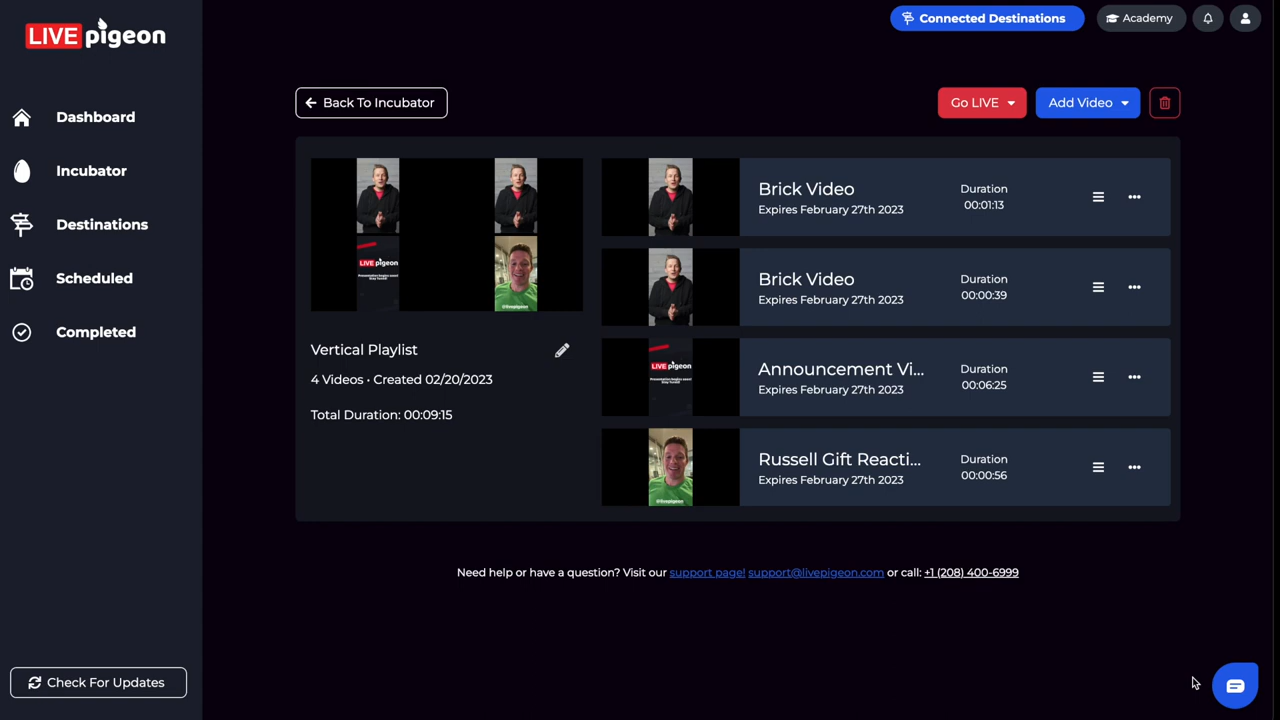 LIVE pigeon
Connected Destinations
Academy
Dashboard
Incubator
Destinations
Scheduled
Completed
Check For Updates
Back To Incubator
Go LIVE
Add Video
Vertical Playlist
4 Videos • Created 02/20/2023
Total Duration: 00:09:15
Brick Video
Expires February 27th 2023
Duration
00:01:13
Brick Video
Expires February 27th 2023
Duration
00:00:39
LIVE pigeon
Announcement Vi...
Expires February 27th 2023
Duration
00:06:25
Russell Gift Reacti...
Expires February 27th 2023
Duration
00:00:56
@livepigeon
Need help or have a question? Visit our support page! support@livepigeon.com or call: +1 (208) 400-6999